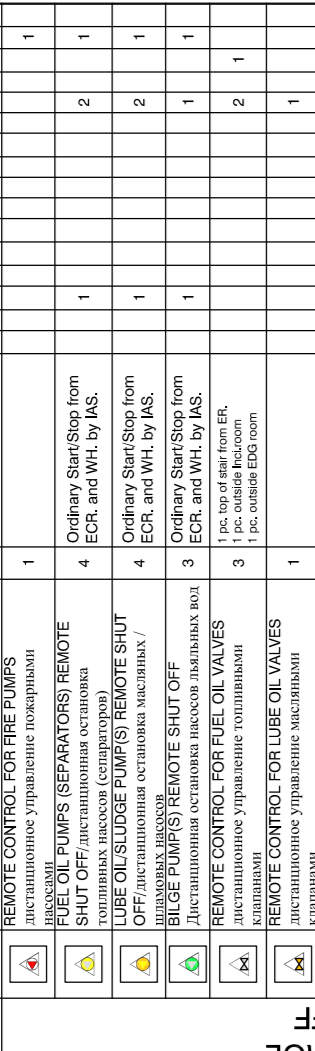 REMOTE CONTROL FOR FIRE PUMPS
дистанционное управление пожарными
насосами
1
1
FUEL OIL PUMPS (SEPARATORS) REMOTE
SHUT OFF/дистанционная остановка
топливных насосов (сепараторов)
4
Ordinary Start/Stop from
ECR. and WH. by IAS.
1
2
1
LUBE OIL/SLUDGE PUMP(S) REMOTE SHUT
OFF/дистанционная остановка масляных /
шламовых насосов
4
Ordinary Start/Stop from
ECR. and WH. by IAS.
1
2
1
BILGE PUMP(S) REMOTE SHUT OFF
Дистанционная остановка насосов льяльных вод
3
Ordinary Start/Stop from
ECR. and WH. by IAS.
1
1
1
REMOTE CONTROL FOR FUEL OIL VALVES
дистанционное управление топливными
клапанами
3
1 pc. top of stair from ER.
1 pc. outside Inci.room
1 pc. outside EDG room
2
1
REMOTE CONTROL FOR LUBE OIL VALVES
дистанционное управление масляными
клапанами
1
1